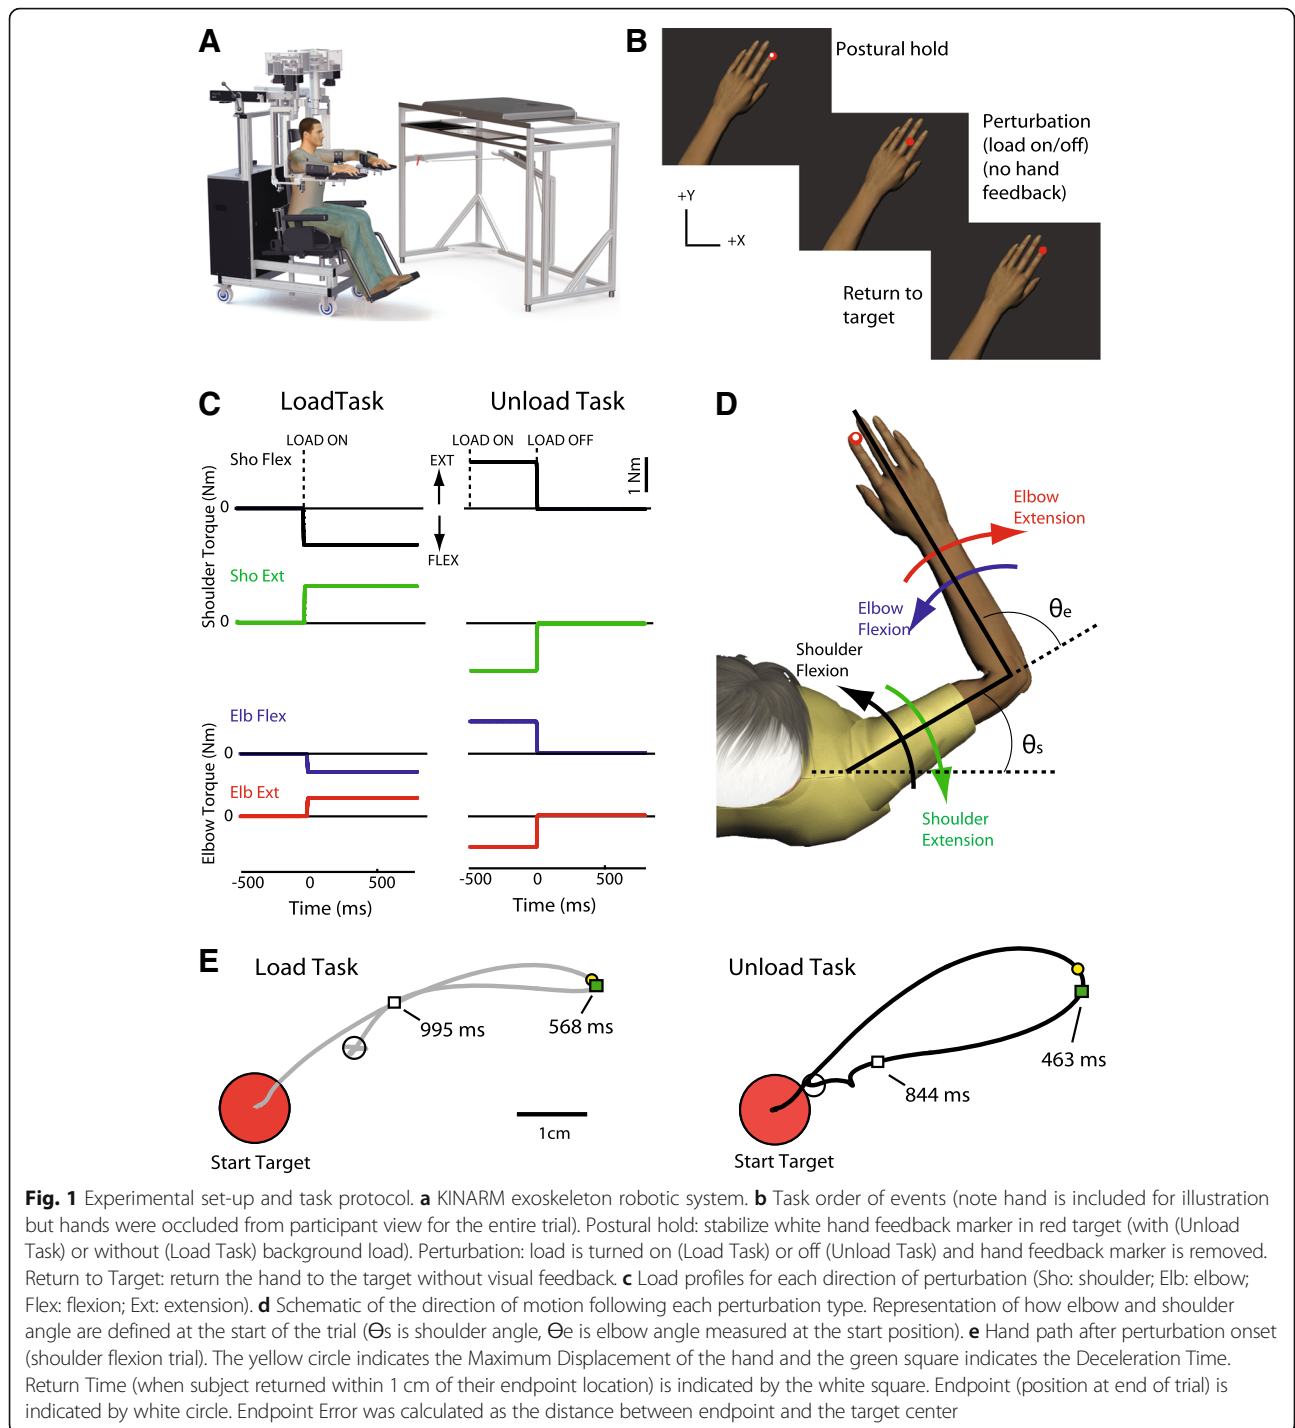 A
B
Postural hold
Perturbation
(load on/off)
(no hand
feedback)
+Y
+X
Return to
target
C
LoadTask
Unload Task
LOAD ON
LOAD ON
LOAD OFF
Sho Flex
EXT
1 Nm
0
FLEX
Sho Ext
0
Shoulder Torque (Nm)
Elb Flex
0
Elb Ext
0
Elbow Torque (Nm)
-500
0
500
Time (ms)
-500
0
500
Time (ms)
D
Elbow
Extension
Elbow
Flexion
θe
Shoulder
Flexion
θs
Shoulder
Extension
E
Load Task
995 ms
568 ms
Start Target
1cm
Unload Task
463 ms
844 ms
Start Target
Fig. 1 Experimental set-up and task protocol. a KINARM exoskeleton robotic system. b Task order of events (note hand is included for illustration
but hands were occluded from participant view for the entire trial). Postural hold: stabilize white hand feedback marker in red target (with (Unload
Task) or without (Load Task) background load). Perturbation: load is turned on (Load Task) or off (Unload Task) and hand feedback marker is removed.
Return to Target: return the hand to the target without visual feedback. c Load profiles for each direction of perturbation (Sho: shoulder; Elb: elbow;
Flex: flexion; Ext: extension). d Schematic of the direction of motion following each perturbation type. Representation of how elbow and shoulder
angle are defined at the start of the trial (Θs is shoulder angle, Θe is elbow angle measured at the start position). e Hand path after perturbation onset
(shoulder flexion trial). The yellow circle indicates the Maximum Displacement of the hand and the green square indicates the Deceleration Time.
Return Time (when subject returned within 1 cm of their endpoint location) is indicated by the white square. Endpoint (position at end of trial) is
indicated by white circle. Endpoint Error was calculated as the distance between endpoint and the target center